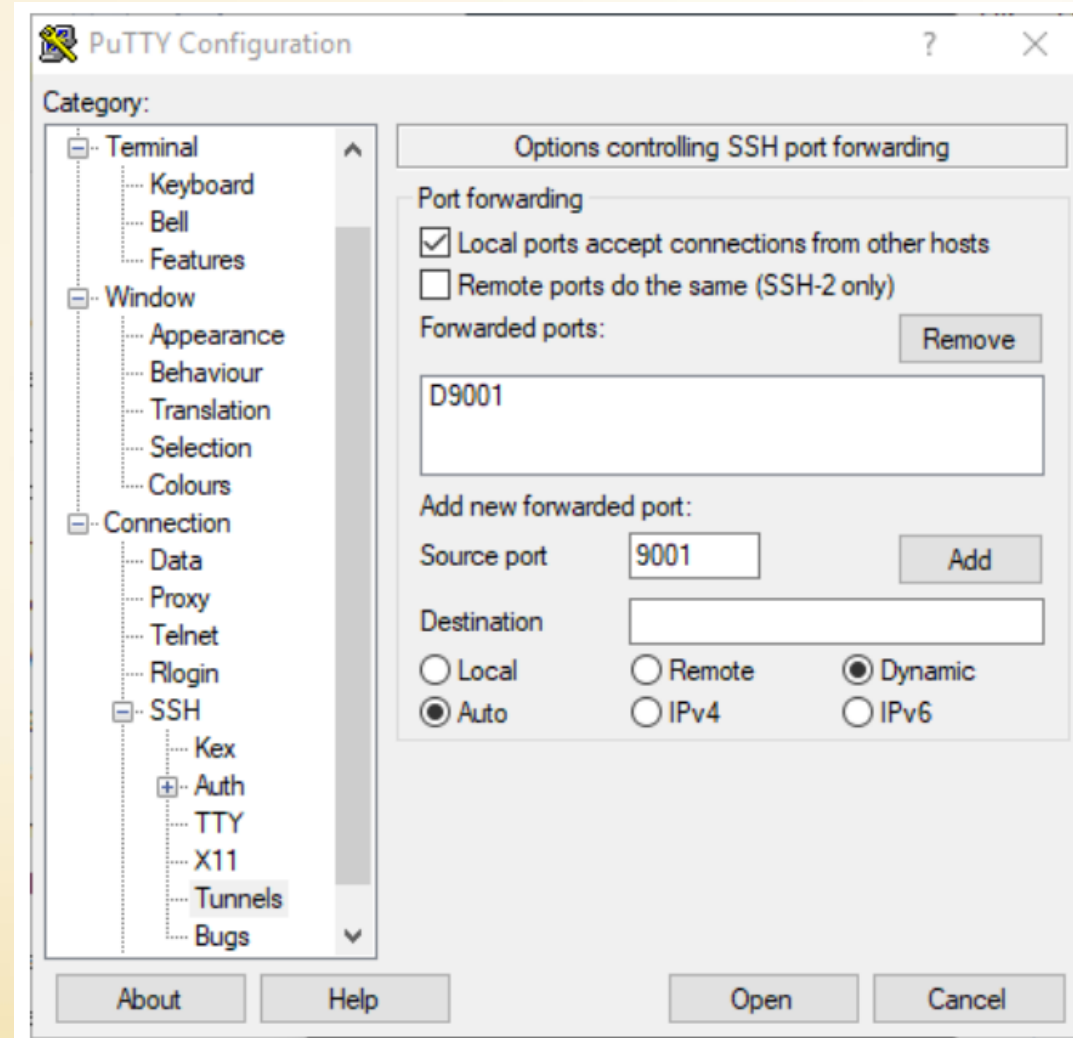 PuTTY Configuration
?
Category:
Terminal
Keyboard
Bell
Features
Window
Appearance
Behaviour
Translation
Selection
Colours
Connection
Data
Proxy
Telnet
Rlogin
SSH
Kex
Auth
TTY
X11
Tunnels
Bugs
Options controlling SSH port forwarding
Port forwarding
Local ports accept connections from other hosts
Remote ports do the same (SSH-2 only)
Forwarded ports:
Remove
D9001
Add new forwarded port:
Source port 9001 Add
Destination
Local Remote Dynamic
Auto IPv4 IPv6
About Help Open Cancel